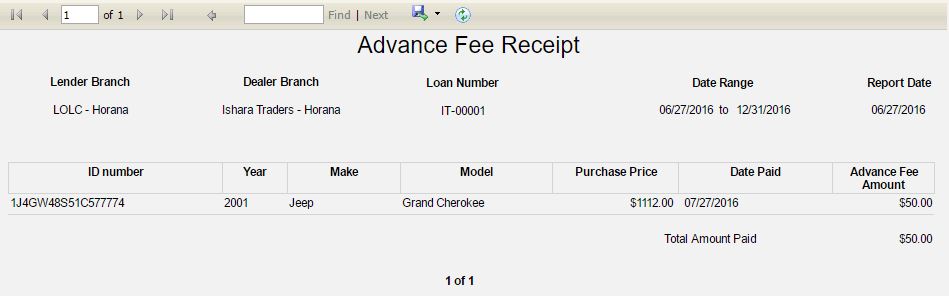 1 of 1 Find | Next
Advance Fee Receipt
Lender Branch Dealer Branch Loan Number Date Range Report Date
LOLC - Horana Ishara Traders - Horana IT-00001 06/27/2016 to 12/31/2016 06/27/2016
ID number Year Make Model Purchase Price Date Paid Advance Fee
Amount
1J4GW48S51C577774 2001 Jeep Grand Cherokee $1112.00 07/27/2016 $50.00
Total Amount Paid $50.00
1 of 1